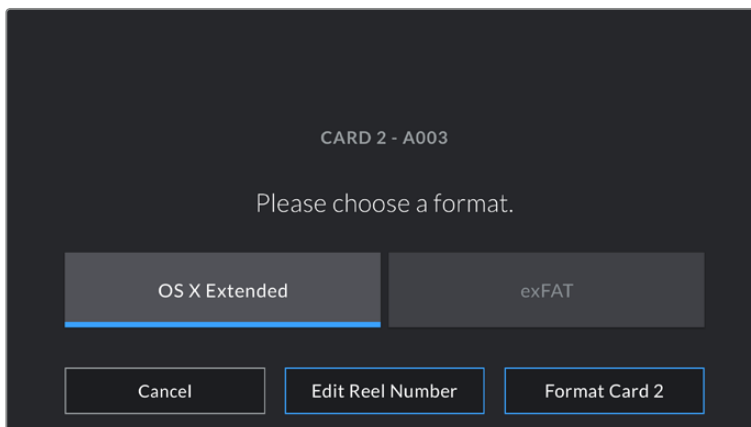 CARD 2 - A003
Please choose a format.
OS X Extended
exFAT
Cancel
Edit Reel Number
Format Card 2